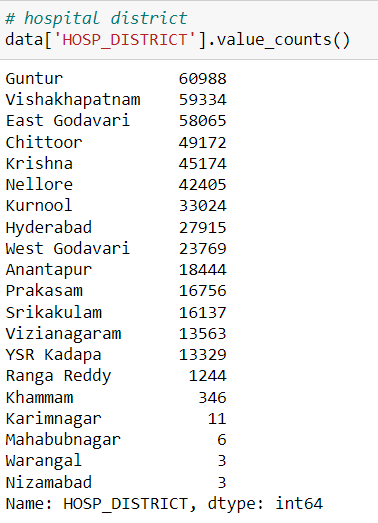 # hospital district
data['HOSP_DISTRICT'].value_counts()
Guntur 60988
Vishakhapatnam 59334
East Godavari 58065
Chittoor 49172
Krishna 45174
Nellore 42405
Kurnool 33024
Hyderabad 27915
West Godavari 23769
Anantapur 18444
Prakasam 16756
Srikakulam 16137
Vizianagaram 13563
YSR Kadapa 13329
Ranga Reddy 1244
Khammam 346
Karimnagar 11
Mahabubnagar 6
Warangal 3
Nizamabad 3
Name: HOSP_DISTRICT, dtype: int64